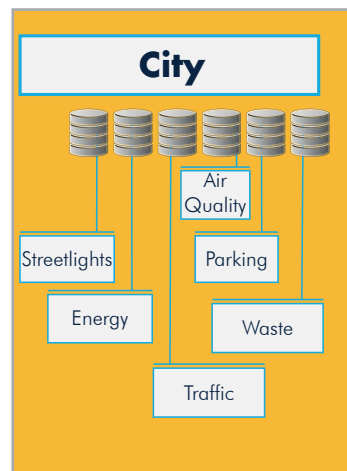 City
Air
Quality
Streetlights
Parking
Energy
Waste
Traffic